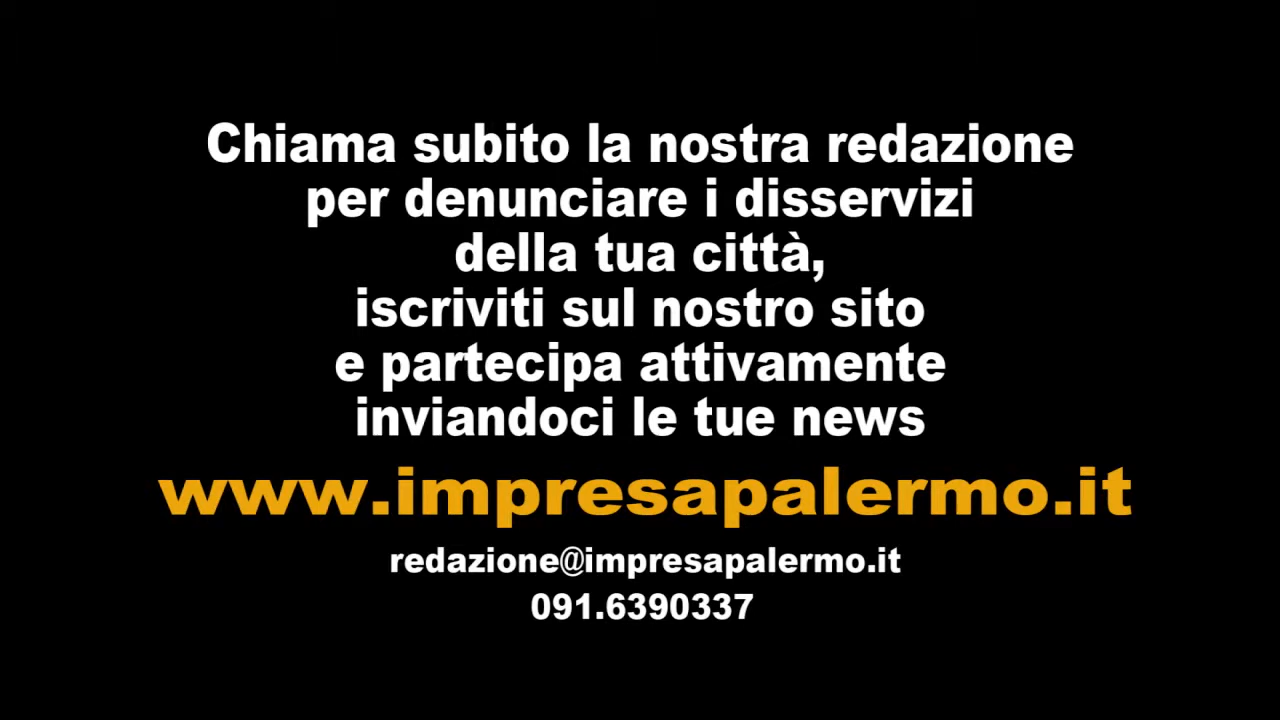 Chiama subito la nostra redazione
per denunciare i disservizi
della tua città,
iscriviti sul nostro sito
e partecipa attivamente
inviandoci le tue news
www.impresapalermo.it
redazione@impresapalermo.it
091.6390337